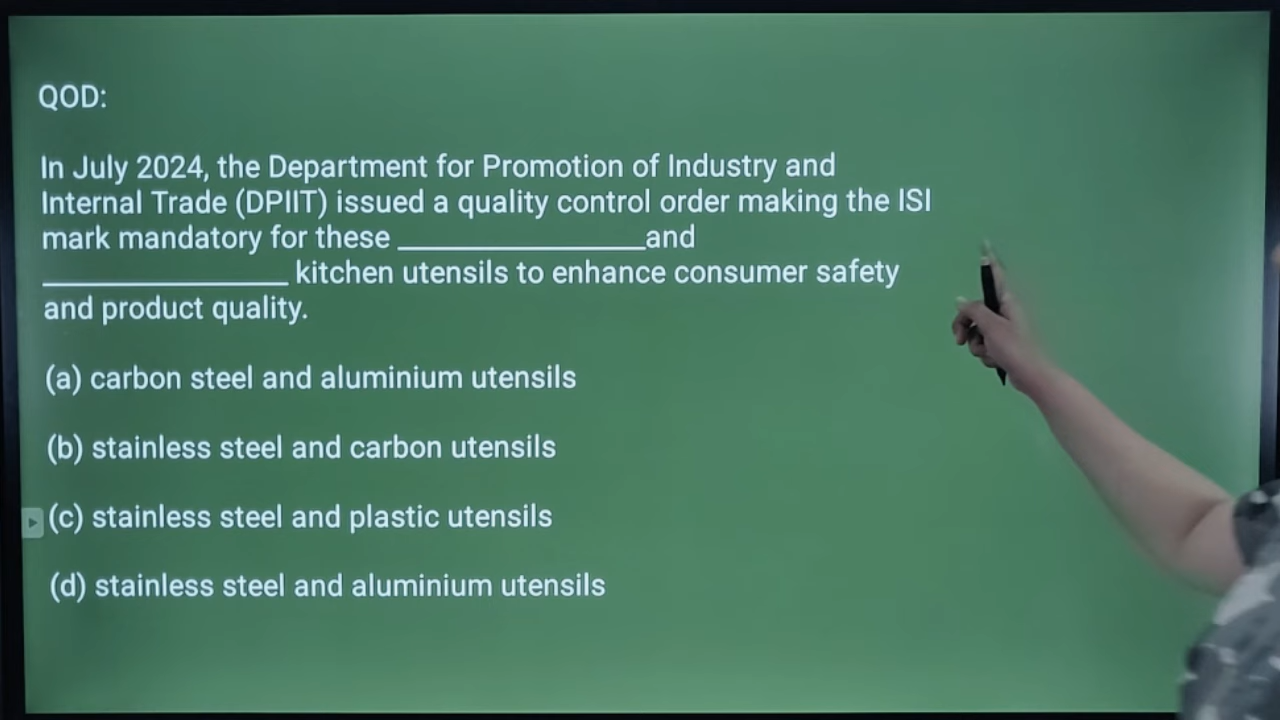 QOD:
In July 2024, the Department for Promotion of Industry and
Internal Trade (DPIIT) issued a quality control order making the ISI
mark mandatory for these _______________and
_______________ kitchen utensils to enhance consumer safety
and product quality.
(a) carbon steel and aluminium utensils
(b) stainless steel and carbon utensils
(c) stainless steel and plastic utensils
(d) stainless steel and aluminium utensils